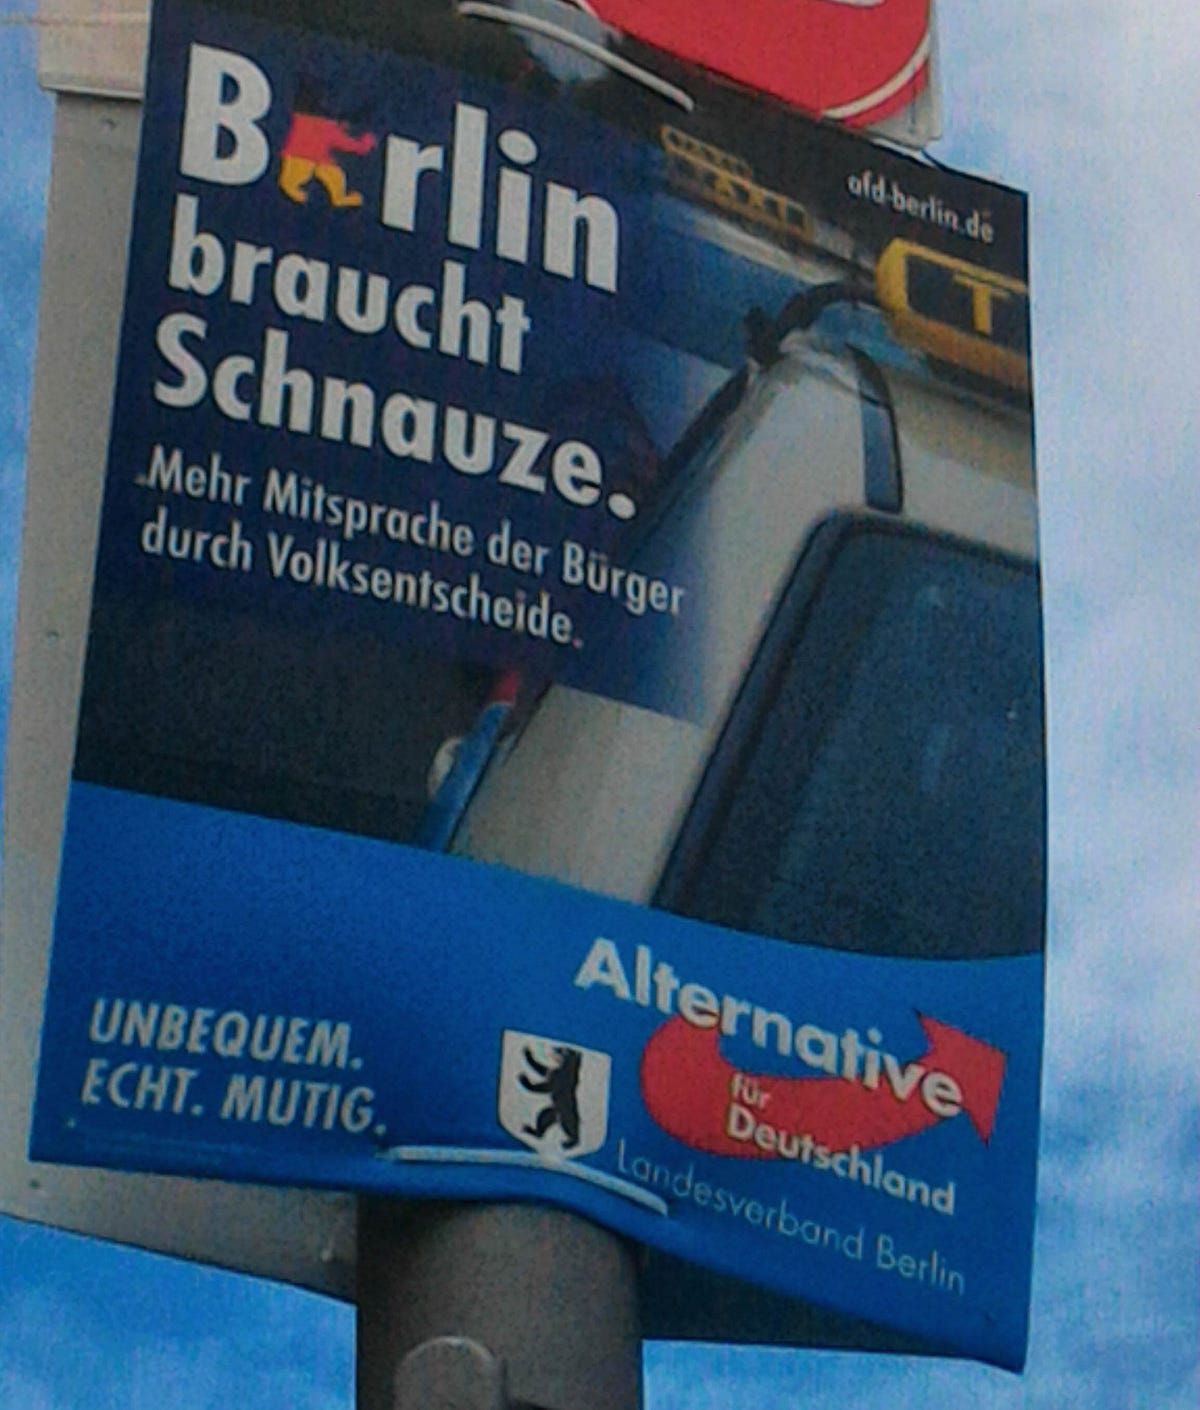 afd-berlin.de
Berlin
braucht
Schnauze.
Mehr Mitsprache der Bürger
durch Volksentscheide.
TAXI
T
UNBEQUEM.
ECHT. MUTIG.
Alternative
für
Deutschland
Landesverband Berlin